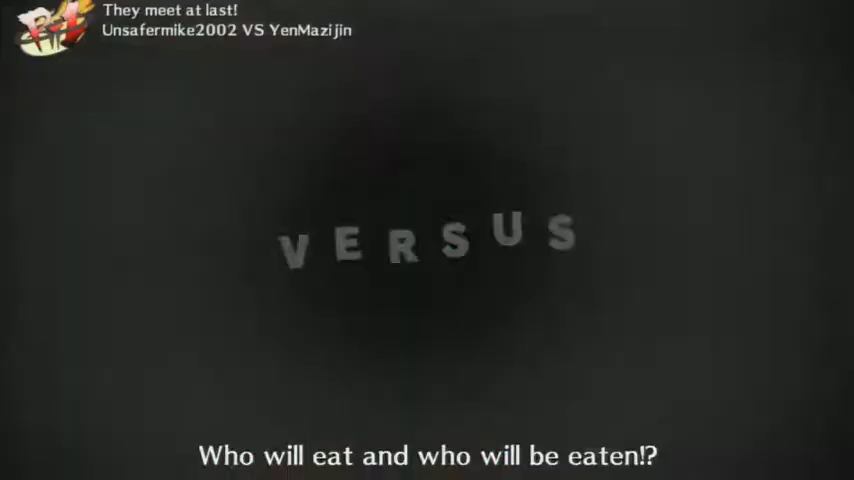 They meet at last!
Unsafermike2002 VS YenMazijin
VERSUS
Who will eat and who will be eaten!?